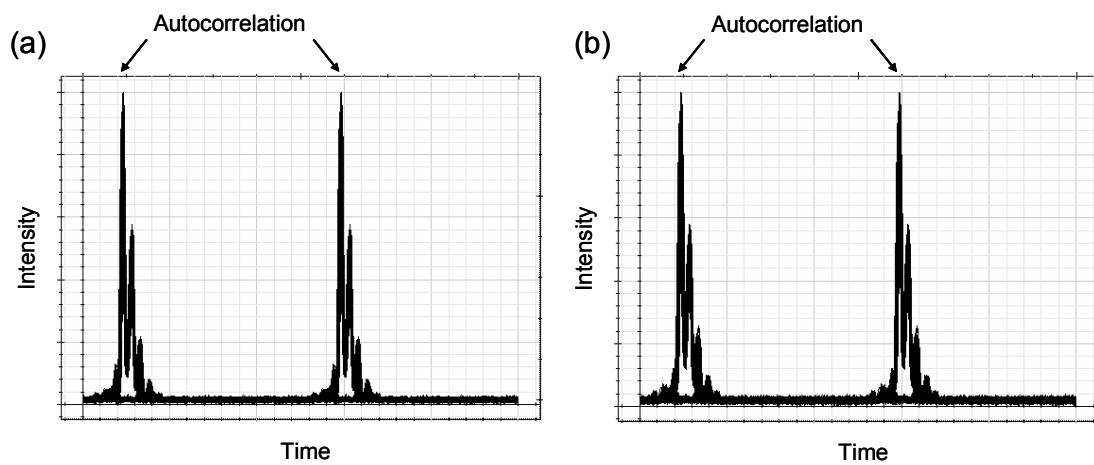 Autocorrelation
(a)
Intensity
Time
Autocorrelation
(b)
Intensity
Time